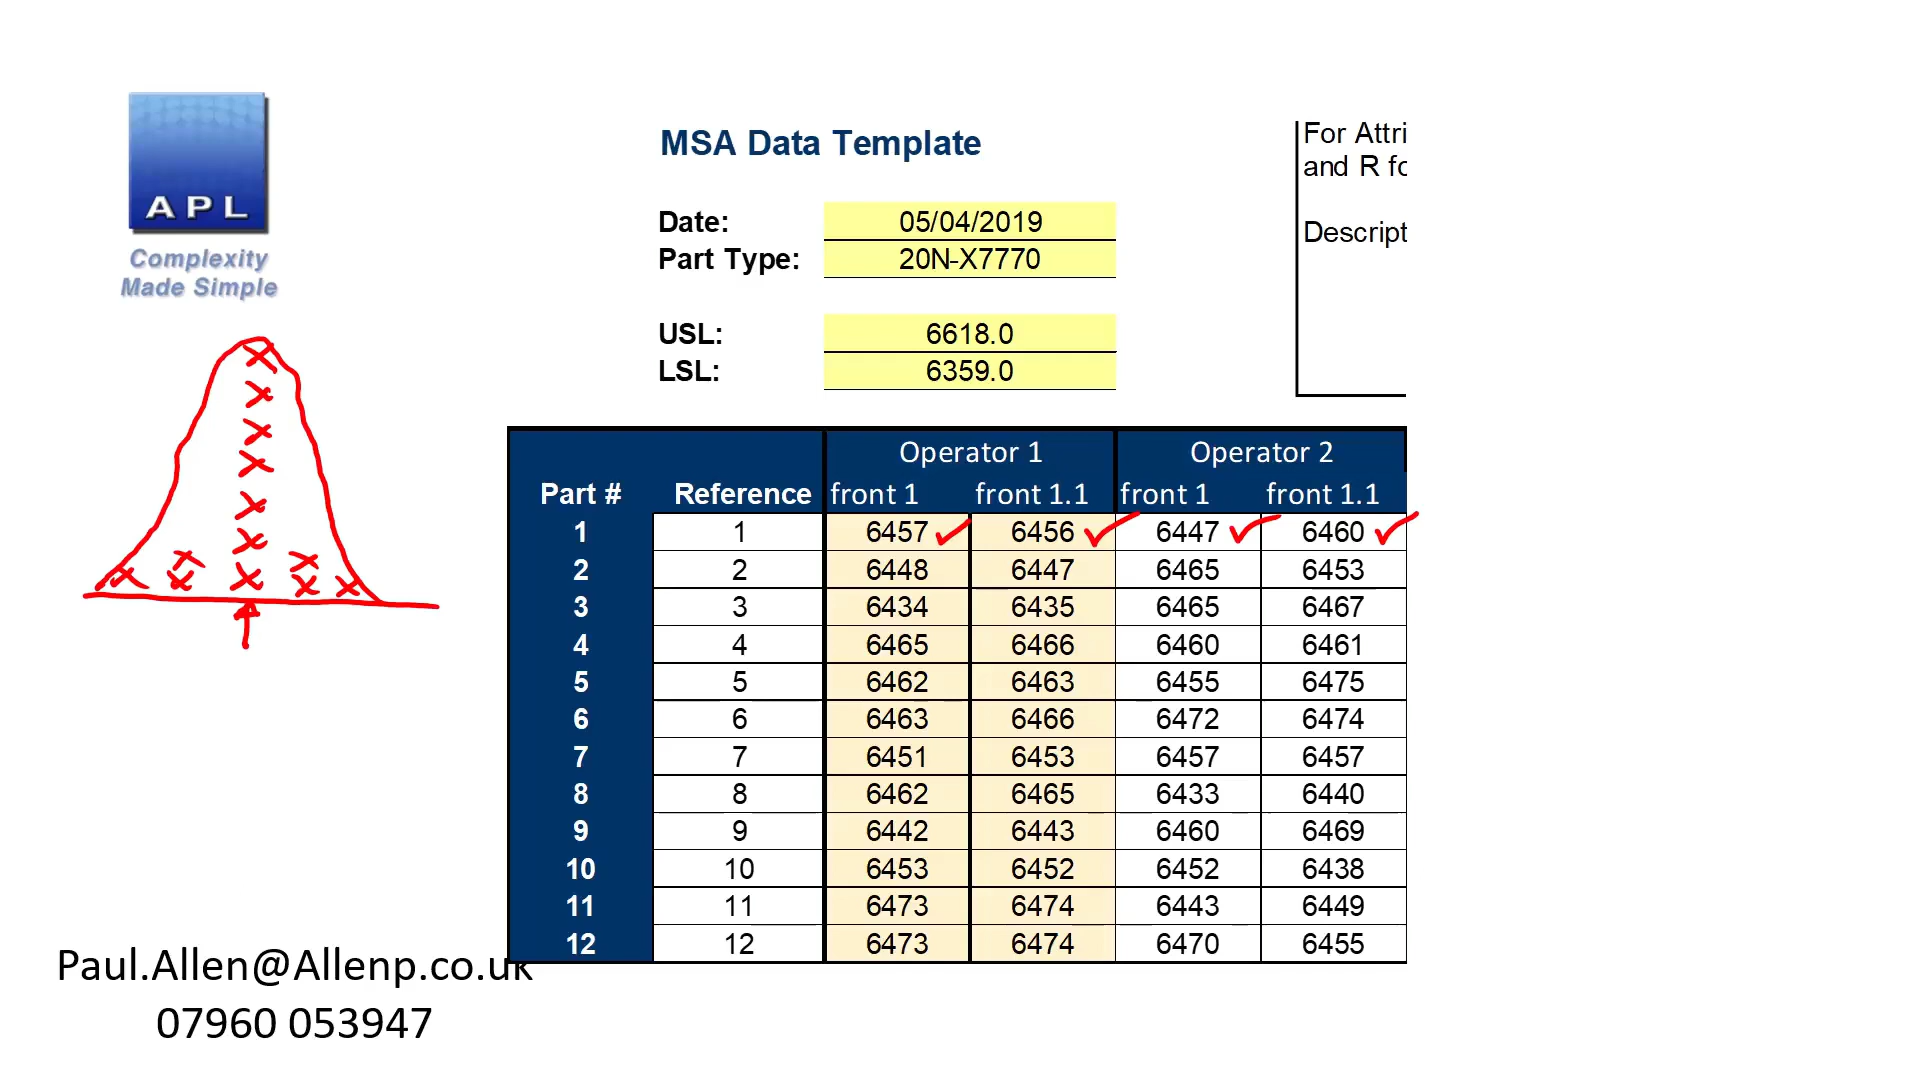 APL
Complexity
Made Simple
MSA Data Template
Date: 05/04/2019
Part Type: 20N-X7770
USL: 6618.0
LSL: 6359.0
For Attri
and R fo
Descript
Operator 1 Operator 2
Part # Reference front 1 front 1.1 front 1 front 1.1
1 1 6457 6456 6447 6460
2 2 6448 6447 6465 6453
3 3 6434 6435 6465 6467
4 4 6465 6466 6460 6461
5 5 6462 6463 6455 6475
6 6 6463 6466 6472 6474
7 7 6451 6453 6457 6457
8 8 6462 6465 6433 6440
9 9 6442 6443 6460 6469
10 10 6453 6452 6452 6438
11 11 6473 6474 6443 6449
12 12 6473 6474 6470 6455
Paul.Allen@Allenp.co.uk
07960 053947